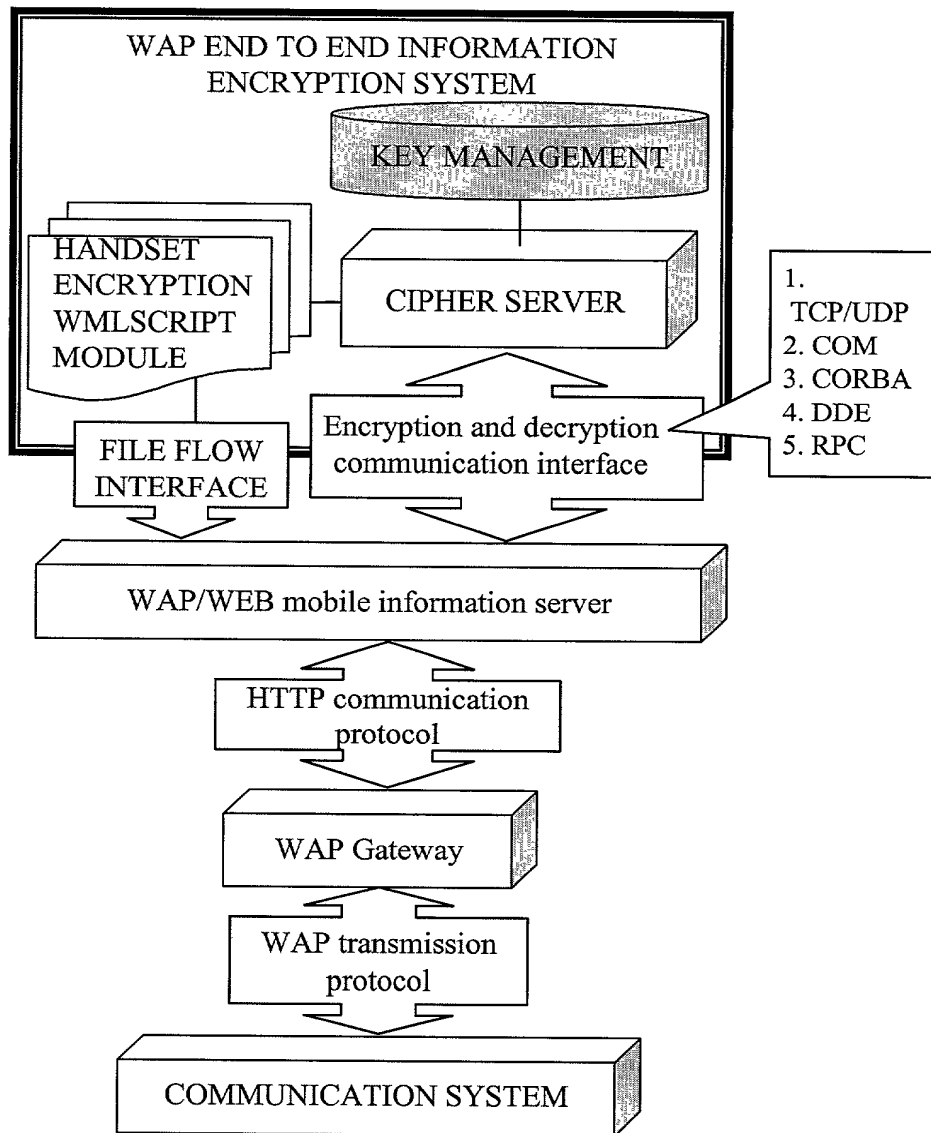 WAP END TO END INFORMATION
ENCRYPTION SYSTEM
KEY MANAGEMENT
HANDSET
ENCRYPTION
WMLSCRIPT
MODULE
CIPHER SERVER
1.
TCP/UDP
2. COM
3. CORBA
4. DDE
5. RPC
FILE FLOW
INTERFACE
Encryption and decryption
communication interface
WAP/WEB mobile information server
HTTP communication
protocol
WAP Gateway
WAP transmission
protocol
COMMUNICATION SYSTEM